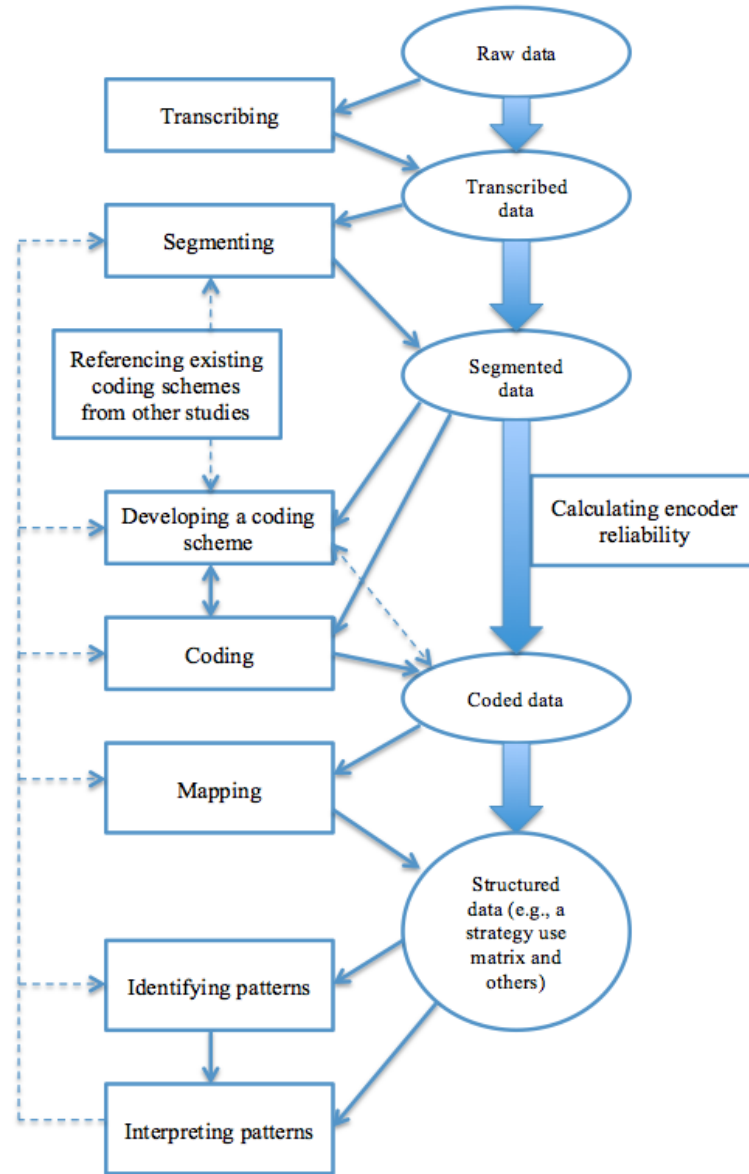 Raw data
Transcribing
Transcribed
data
Segmenting
Referencing existing
coding schemes
from other studies
Segmented
data
Developing a coding
scheme
Calculating encoder
reliability
Coding
Coded data
Mapping
Structured
data (e.g., a
strategy use
matrix and
others)
Identifying patterns
Interpreting patterns